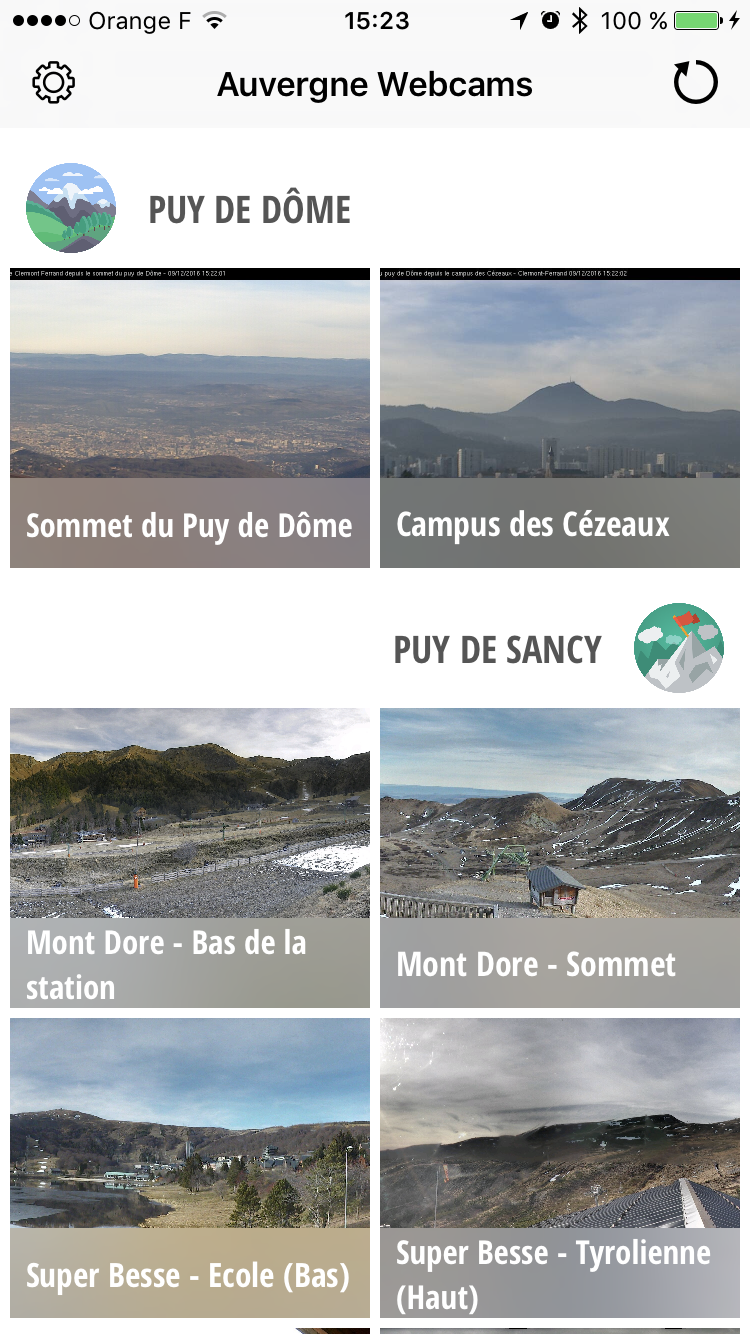 Orange F 15:23 100 %
Auvergne Webcams
PUY DE DÔME
Clermont Ferrand depuis le sommet du puy de Dôme - 09/12/2016 15:22:01
puy de Dôme depuis le campus des Cézeaux - Clermont-Ferrand 09/12/2016 15:22:02
Sommet du Puy de Dôme
Campus des Cézeaux
PUY DE SANCY
Mont Dore - Bas de la
station
Mont Dore - Sommet
Super Besse - Ecole (Bas)
Super Besse - Tyrolienne
(Haut)